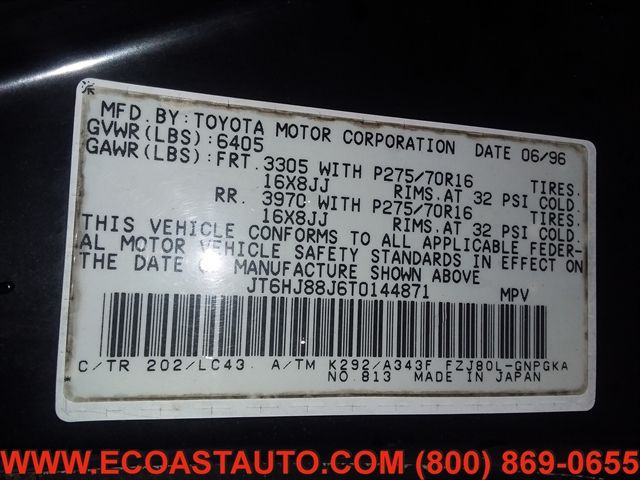 MFD.BY:TOYOTA MOTOR CORPORATION DATE 06/96
GVWR(LBS):6405
GAWR(LBS):FRT.3305 WITH P275/70R16 TIRES.
16X8JJ RIMS.AT 32 PSI COLD.
RR. 3970 WITH P275/70R16 TIRES.
16X8JJ RIMS.AT 32 PSI COLD.
THIS VEHICLE CONFORMS TO ALL APPLICABLE FEDER-
AL MOTOR VEHICLE SAFETY STANDARDS IN EFFECT ON
THE DATE OF MANUFACTURE SHOWN ABOVE
JT6HJ88J6T0144871 MPV
C/TR 202/LC43 A/TM K292/A343F FZJ80L-GNPGKA
NO.813 MADE IN JAPAN
WWW.ECOASTAUTO.COM (800) 869-0655